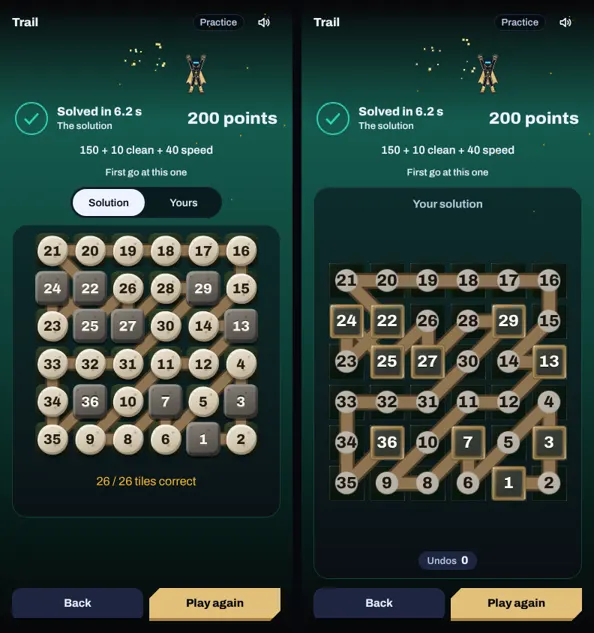 Trail
Practice
Solved in 6.2 s
The solution
200 points
150 + 10 clean + 40 speed
First go at this one
Solution
Yours
21 20 19 18 17 16
24 22 26 28 29 15
23 25 27 30 14 13
33 32 31 11 12 4
34 36 10 7 5 3
35 9 8 6 1 2
26 / 26 tiles correct
Back
Play again
Trail
Practice
Solved in 6.2 s
The solution
200 points
150 + 10 clean + 40 speed
First go at this one
Your solution
21 20 19 18 17 16
24 22 26 28 29 15
23 25 27 30 14 13
33 32 31 11 12 4
34 36 10 7 5 3
35 9 8 6 1 2
Undos 0
Back
Play again